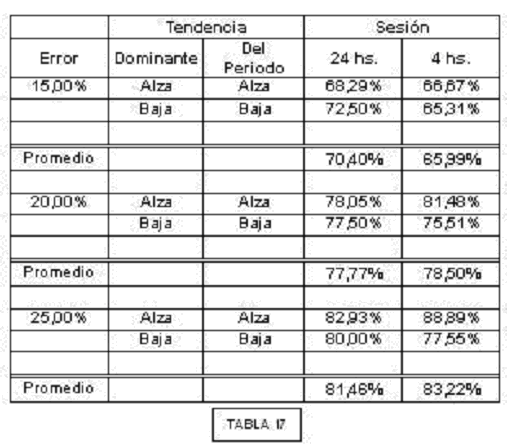 Tendencia Sesión
Error Dominante Del Periodo 24 hs. 4 hs.
15,00% Alza Alza 68,29% 66,67%
Baja Baja 72,50% 65,31%
Promedio 70,40% 65,99%
20,00% Alza Alza 78,05% 81,48%
Baja Baja 77,50% 75,51%
Promedio 77,77% 78,50%
25,00% Alza Alza 82,93% 88,89%
Baja Baja 80,00% 77,55%
Promedio 81,46% 83,22%
TABLA 17